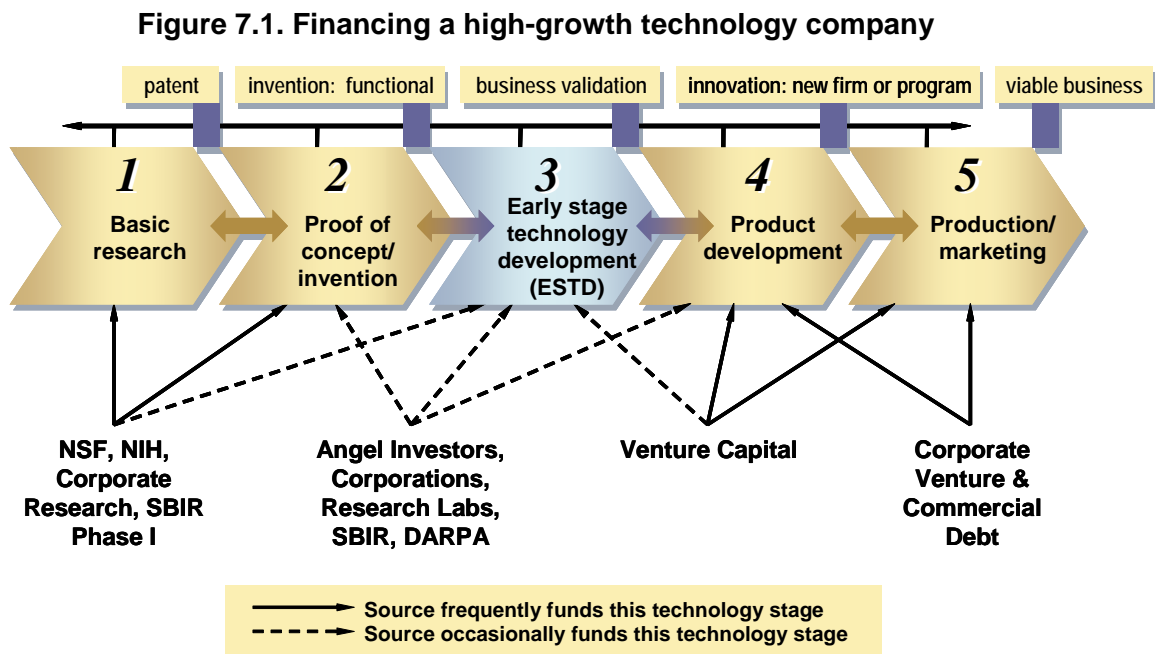 Figure 7.1. Financing a high-growth technology company
patent
invention: functional
business validation
innovation: new firm or program
viable business
1
Basic
research
2
Proof of
concept/
invention
3
Early stage
technology
development
(ESTD)
4
Product
development
5
Production/
marketing
NSF, NIH,
Corporate
Research, SBIR
Phase I
Angel Investors,
Corporations,
Research Labs,
SBIR, DARPA
Venture Capital
Corporate
Venture &
Commercial
Debt
Source frequently funds this technology stage
Source occasionally funds this technology stage